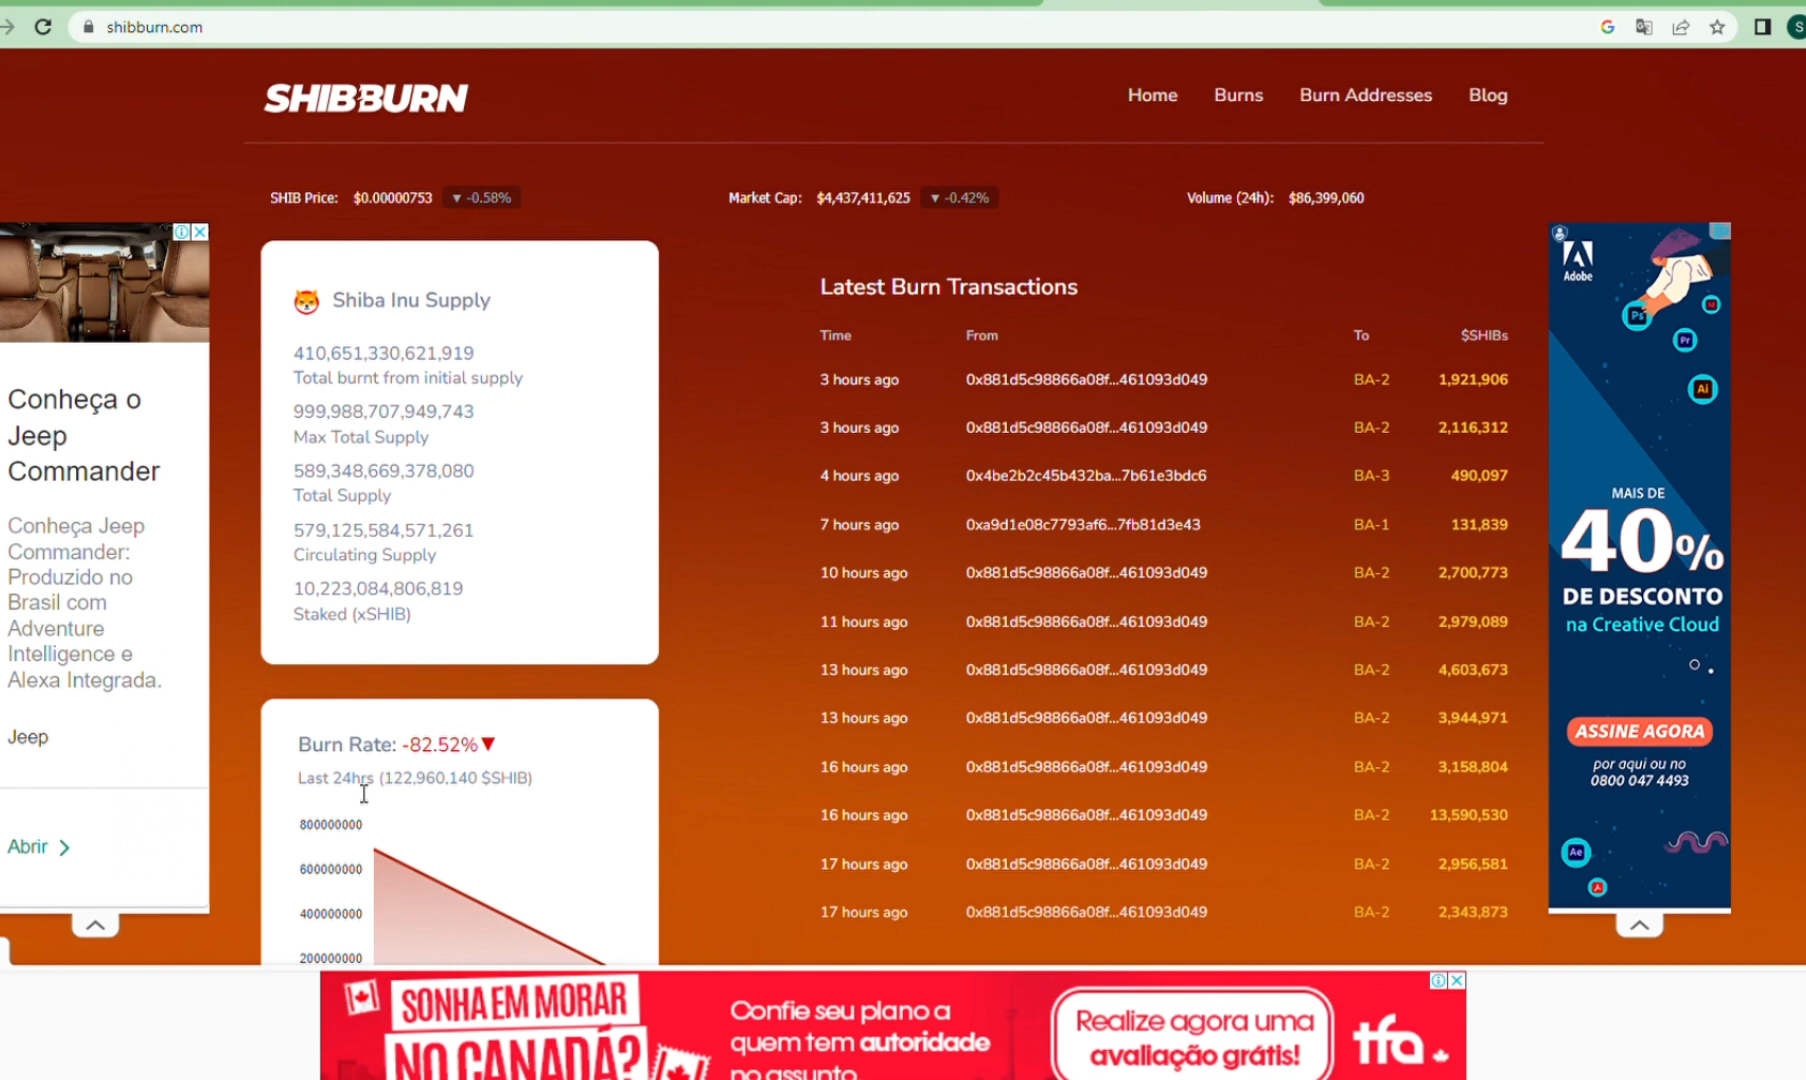 shibburn.com
S
SHIBBURN
Home Burns Burn Addresses Blog
SHIB Price: $0.00000753 ▼ -0.58% Market Cap: $4,437,411,625 ▼ -0.42% Volume (24h): $86,399,060
Shiba Inu Supply
410,651,330,621,919
Total burnt from initial supply
999,988,707,949,743
Max Total Supply
589,348,669,378,080
Total Supply
579,125,584,571,261
Circulating Supply
10,223,084,806,819
Staked (xSHIB)
Burn Rate: -82.52%▼
Last 24hrs (122,960,140 $SHIB)
800000000
600000000
400000000
200000000
Latest Burn Transactions
Time From To $SHIBs
3 hours ago 0x881d5c98866a08f...461093d049 BA-2 1,921,906
3 hours ago 0x881d5c98866a08f...461093d049 BA-2 2,116,312
4 hours ago 0x4be2b2c45b432ba...7b61e3bdc6 BA-3 490,097
7 hours ago 0xa9d1e08c7793af6...7fb81d3e43 BA-1 131,839
10 hours ago 0x881d5c98866a08f...461093d049 BA-2 2,700,773
11 hours ago 0x881d5c98866a08f...461093d049 BA-2 2,979,089
13 hours ago 0x881d5c98866a08f...461093d049 BA-2 4,603,673
13 hours ago 0x881d5c98866a08f...461093d049 BA-2 3,944,971
16 hours ago 0x881d5c98866a08f...461093d049 BA-2 3,158,804
16 hours ago 0x881d5c98866a08f...461093d049 BA-2 13,590,530
17 hours ago 0x881d5c98866a08f...461093d049 BA-2 2,956,581
17 hours ago 0x881d5c98866a08f...461093d049 BA-2 2,343,873
Conheça o
Jeep
Commander
Conheça Jeep
Commander:
Produzido no
Brasil com
Adventure
Intelligence e
Alexa Integrada.
Jeep
Abrir
Adobe
Ps
Pr
Ai
MAIS DE
40%
DE DESCONTO
na Creative Cloud
ASSINE AGORA
por aqui ou no
0800 047 4493
Ae
SONHA EM MORAR
NO CANADÁ?
Confie seu plano a
quem tem autoridade
no assunto
Realize agora uma
avaliação grátis!
tfa